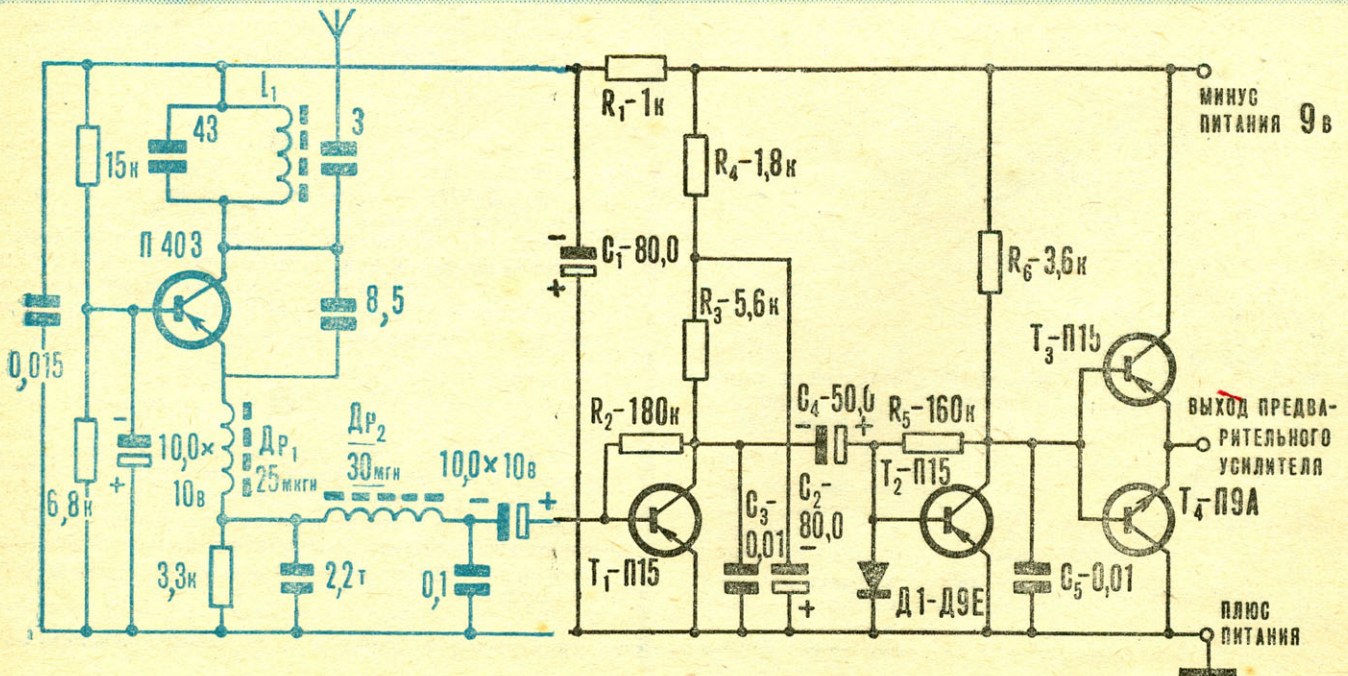 L₁
43
3
15к
П 403
8,5
0,015
6,8к
10,0×
10в
Др₁
25мкгн
Др₂
30мгн
10,0×10в
3,3к
2,2т
0,1
-
+
-
+
R₁-1к
R₄-1,8к
-
C₁-80,0
+
R₃-5,6к
R₂-180к
T₁-П15
C₄-50,0
-
+
R₅-160к
T₂-П15
C₃-
0,01
C₂-
80,0
-
+
Д1-Д9Е
R₆-3,6к
C₅-0,01
T₃-П15
T₄-П9А
МИНУС
ПИТАНИЯ 9в
ВЫХОД ПРЕДВА-
РИТЕЛЬНОГО
УСИЛИТЕЛЯ
ПЛЮС
ПИТАНИЯ